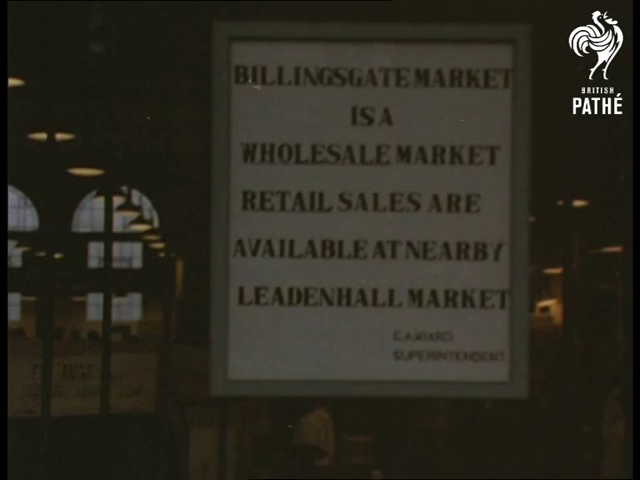 BILLINGSGATE MARKET
IS A
WHOLESALE MARKET
RETAIL SALES ARE
AVAILABLE AT NEARBY
LEADENHALL MARKET
SUPERINTENDENT
BRITISH
PATHÉ